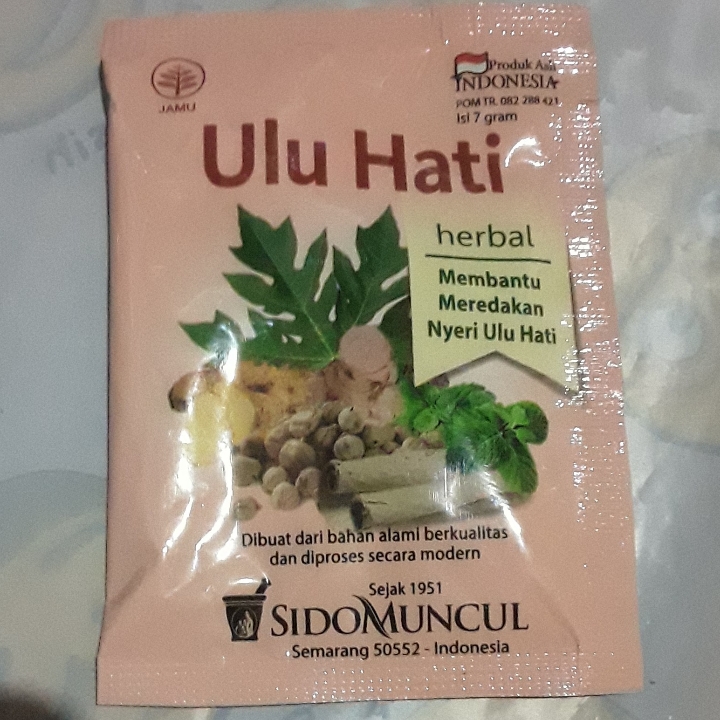 JAMU
Produk Asli
INDONESIA
POM TR. 082 288 421
Isi 7 gram
Ulu Hati
herbal
Membantu
Meredakan
Nyeri Ulu Hati
Dibuat dari bahan alami berkualitas
dan diproses secara modern
Sejak 1951
SIDOMUNCUL
Semarang 50552 - Indonesia